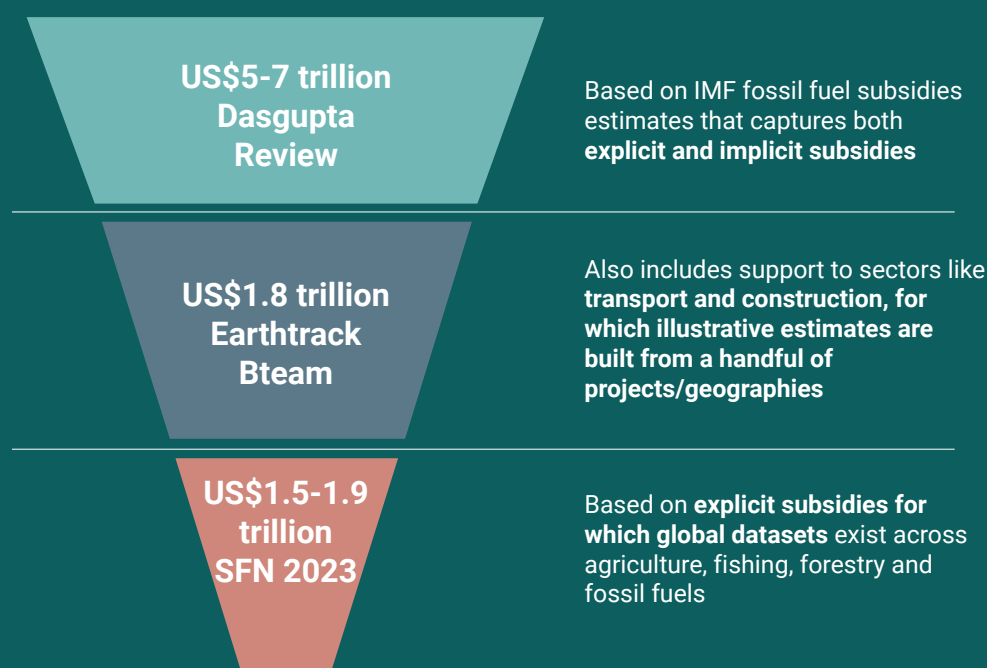 US$5-7 trillion
Dasgupta
Review
Based on IMF fossil fuel subsidies
estimates that captures both
explicit and implicit subsidies
US$1.8 trillion
Earthtrack
Bteam
Also includes support to sectors like
transport and construction, for
which illustrative estimates are
built from a handful of
projects/geographies
US$1.5-1.9
trillion
SFN 2023
Based on explicit subsidies for
which global datasets exist across
agriculture, fishing, forestry and
fossil fuels